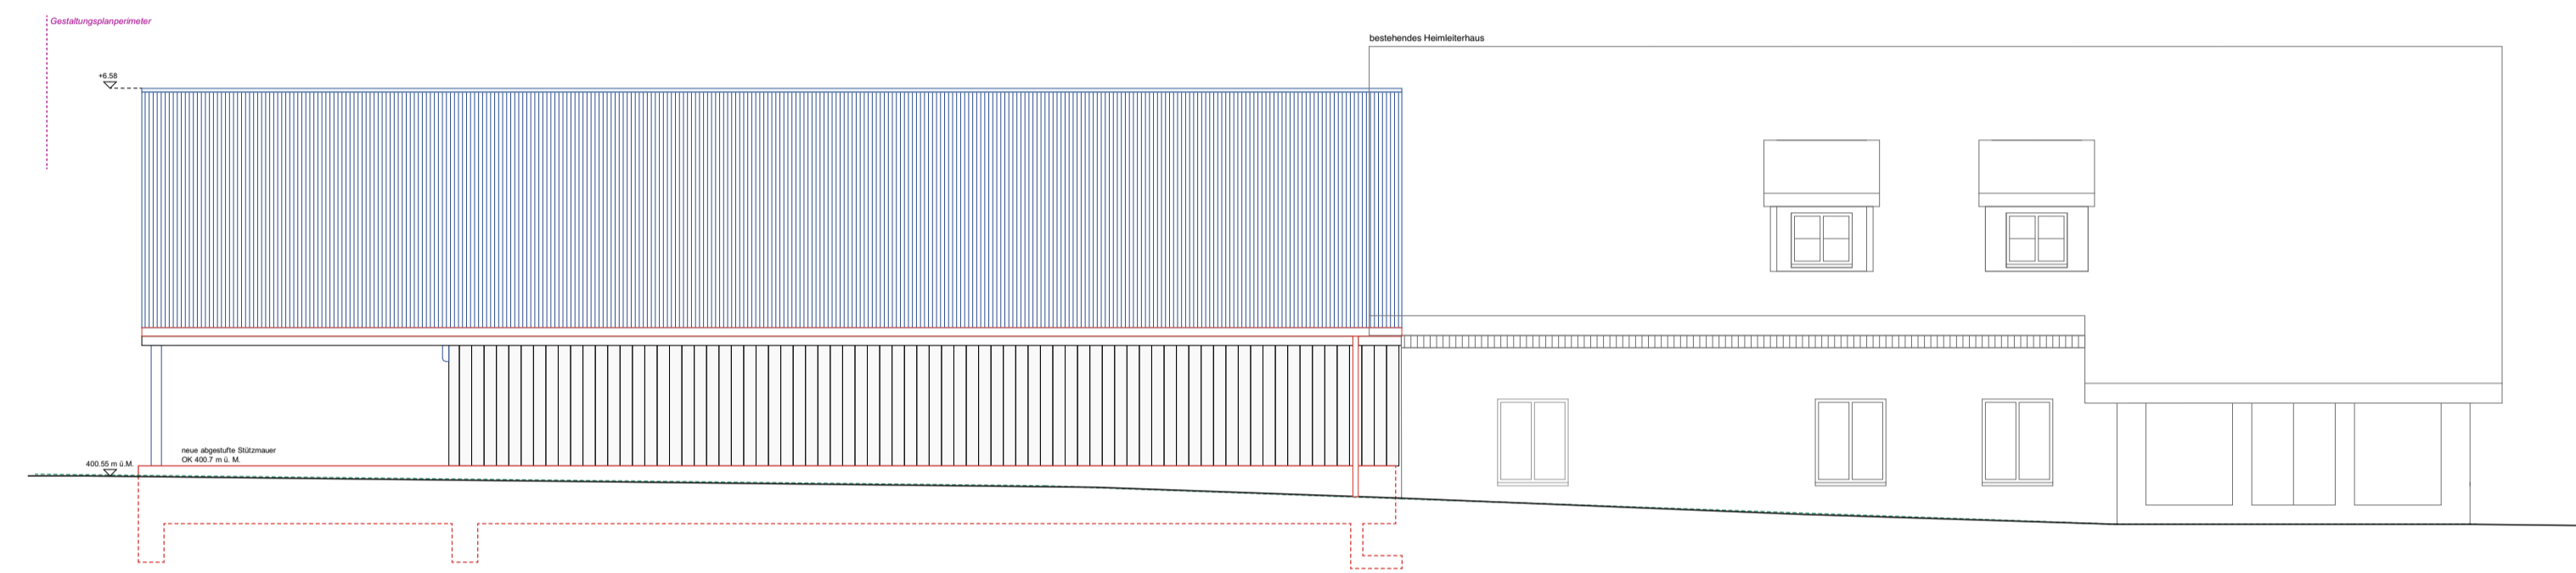 Gestaltungsplanperimeter
bestehendes Heimleiterhaus
+6.58
neue abgestufte Stützmauer
OK 400.7 m ü. M.
400.55 m ü.M.